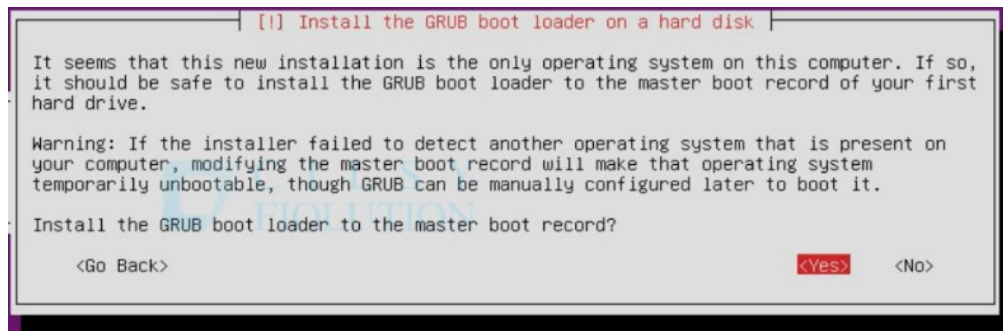 [!] Install the GRUB boot loader on a hard disk
It seems that this new installation is the only operating system on this computer. If so,
it should be safe to install the GRUB boot loader to the master boot record of your first
hard drive.
Warning: If the installer failed to detect another operating system that is present on
your computer, modifying the master boot record will make that operating system
temporarily unbootable, though GRUB can be manually configured later to boot it.
Install the GRUB boot loader to the master boot record?
<Go Back> <Yes> <No>